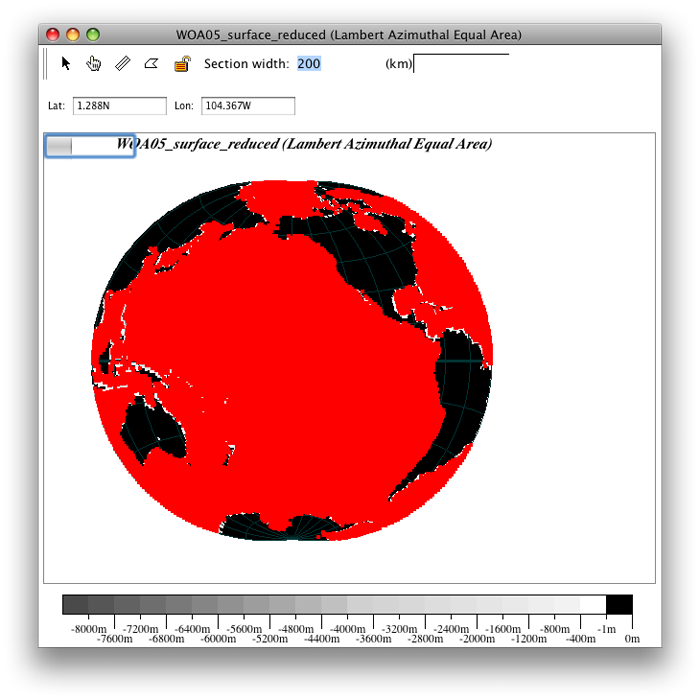 WOA05_surface_reduced (Lambert Azimuthal Equal Area)
Section width: 200 (km)
Lat: 1.288N Lon: 104.367W
WOA05_surface_reduced (Lambert Azimuthal Equal Area)
-8000m -7200m -6400m -5600m -4800m -4000m -3200m -2400m -1600m -800m -1m
-7600m -6800m -6000m -5200m -4400m -3600m -2800m -2000m -1200m -400m 0m